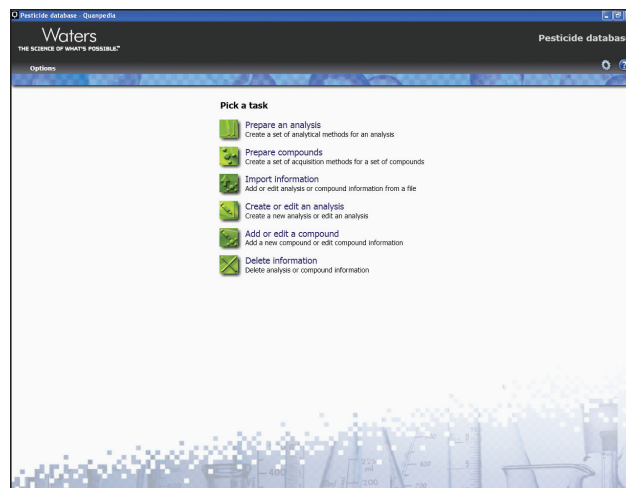 Pesticide database - Quanpedia
Waters
THE SCIENCE OF WHAT'S POSSIBLE.™
Pesticide databas
Options
Pick a task
Prepare an analysis
Create a set of analytical methods for an analysis
Prepare compounds
Create a set of acquisition methods for a set of compounds
Import information
Add or edit analysis or compound information from a file
Create or edit an analysis
Create a new analysis or edit an analysis
Add or edit a compound
Add a new compound or edit compound information
Delete information
Delete analysis or compound information
400
100